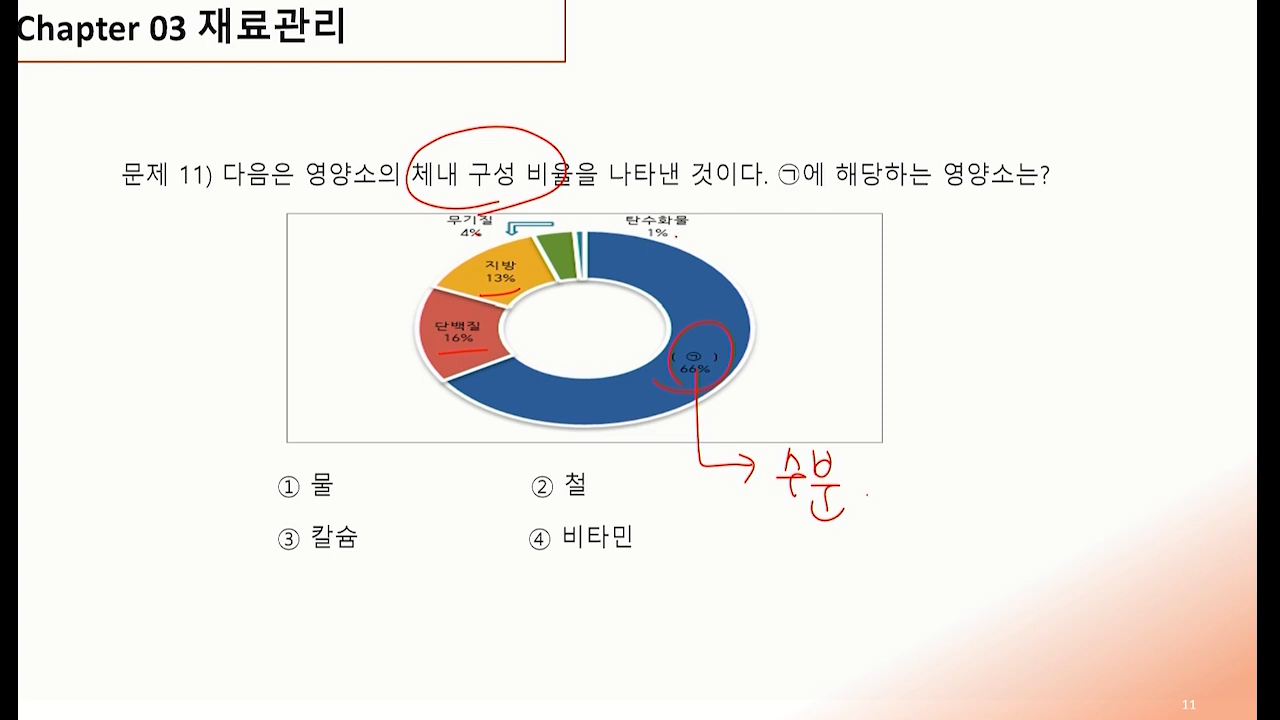 Chapter 03 재료관리
문제 11) 다음은 영양소의 체내 구성 비율을 나타낸 것이다. ㉠에 해당하는 영양소는?
무기질
4%
탄수화물
1%
지방
13%
단백질
16%
( ㉠ )
66%
수분
① 물
② 철
③ 칼슘
④ 비타민
11